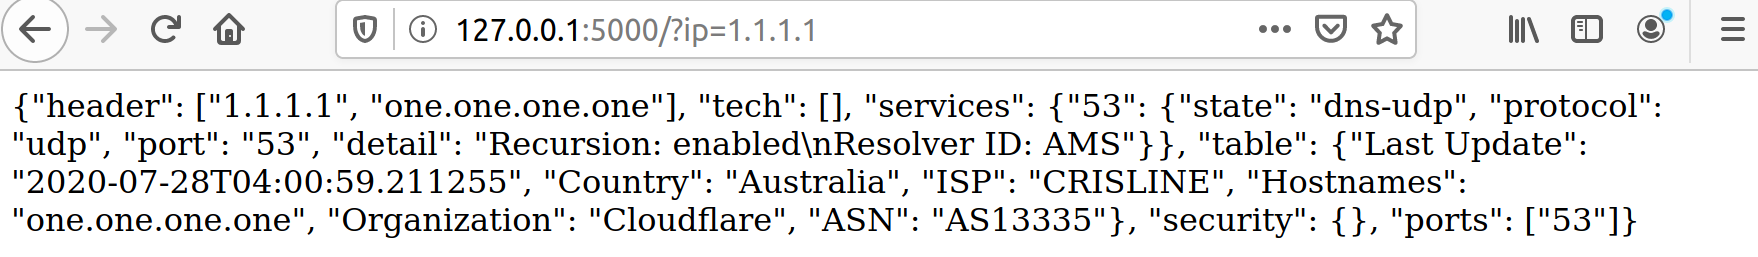 127.0.0.1:5000/?ip=1.1.1.1
{"header": ["1.1.1.1", "one.one.one.one"], "tech": [], "services": {"53": {"state": "dns-udp", "protocol":
"udp", "port": "53", "detail": "Recursion: enabled\nResolver ID: AMS"}}, "table": {"Last Update":
"2020-07-28T04:00:59.211255", "Country": "Australia", "ISP": "CRISLINE", "Hostnames":
"one.one.one.one", "Organization": "Cloudflare", "ASN": "AS13335"}, "security": {}, "ports": ["53"]}